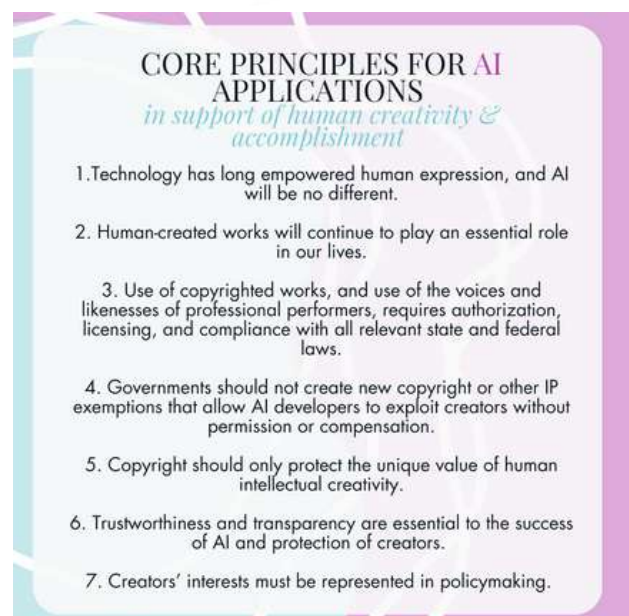 CORE PRINCIPLES FOR AI
APPLICATIONS
in support of human creativity &
accomplishment
1.Technology has long empowered human expression, and AI
will be no different.
2. Human-created works will continue to play an essential role
in our lives.
3. Use of copyrighted works, and use of the voices and
likenesses of professional performers, requires authorization,
licensing, and compliance with all relevant state and federal
laws.
4. Governments should not create new copyright or other IP
exemptions that allow AI developers to exploit creators without
permission or compensation.
5. Copyright should only protect the unique value of human
intellectual creativity.
6. Trustworthiness and transparency are essential to the success
of AI and protection of creators.
7. Creators’ interests must be represented in policymaking.